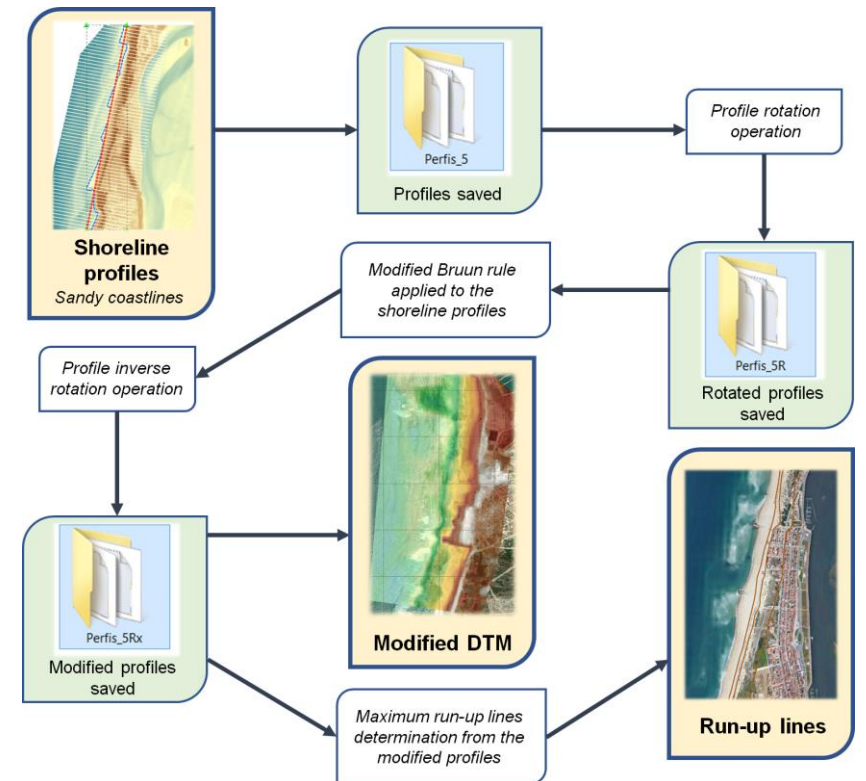 Shoreline
profiles
Sandy coastlines
Perfis_5
Profiles saved
Profile rotation
operation
Perfis_5R
Rotated profiles
saved
Modified Bruun rule
applied to the
shoreline profiles
Profile inverse
rotation operation
Perfis_5Rx
Modified profiles
saved
Modified DTM
Maximum run-up lines
determination from the
modified profiles
Run-up lines